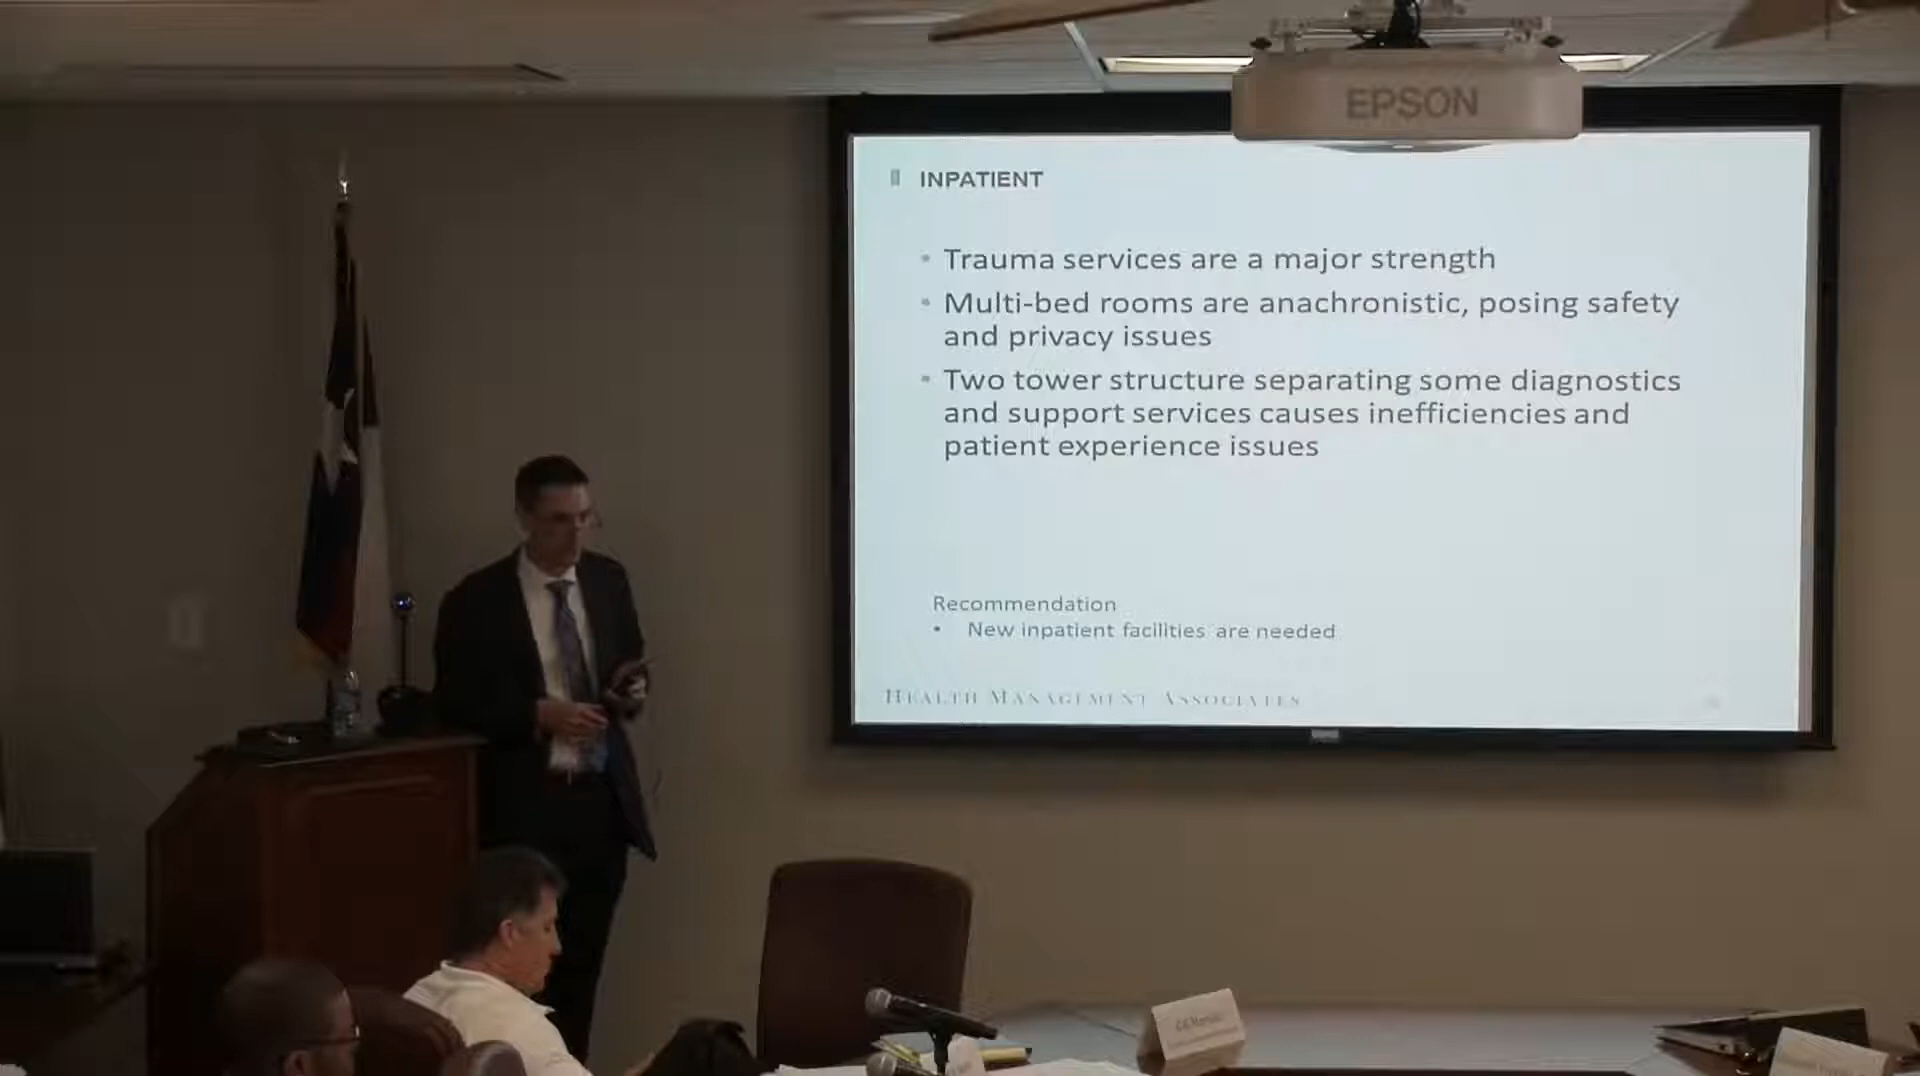 EPSON
INPATIENT
• Trauma services are a major strength
• Multi-bed rooms are anachronistic, posing safety
and privacy issues
• Two tower structure separating some diagnostics
and support services causes inefficiencies and
patient experience issues
Recommendation
• New inpatient facilities are needed
HEALTH MANAGEMENT ASSOCIATES